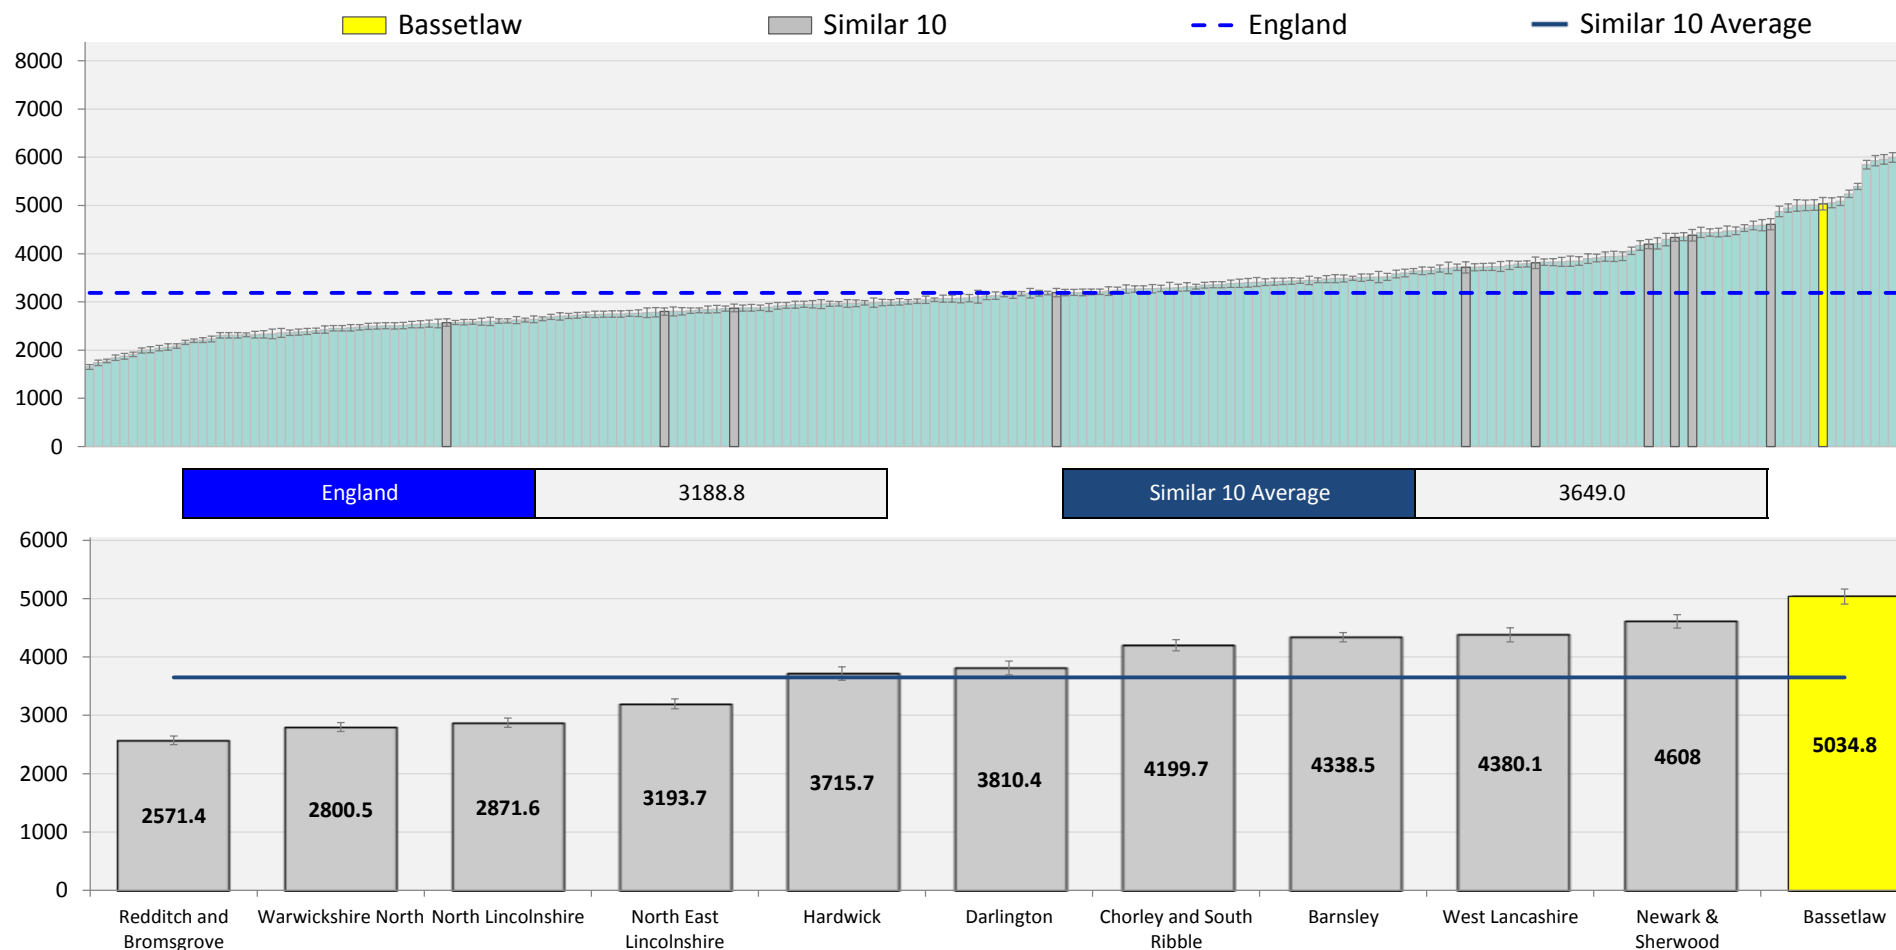 Bassetlaw
Similar 10
England
Similar 10 Average
8000
7000
6000
5000
4000
3000
2000
1000
0
England
3188.8
Similar 10 Average
3649.0
6000
5000
4000
3000
2000
1000
0
2571.4
2800.5
2871.6
3193.7
3715.7
3810.4
4199.7
4338.5
4380.1
4608
5034.8
Redditch and
Bromsgrove
Warwickshire North
North Lincolnshire
North East
Lincolnshire
Hardwick
Darlington
Chorley and South
Ribble
Barnsley
West Lancashire
Newark &
Sherwood
Bassetlaw